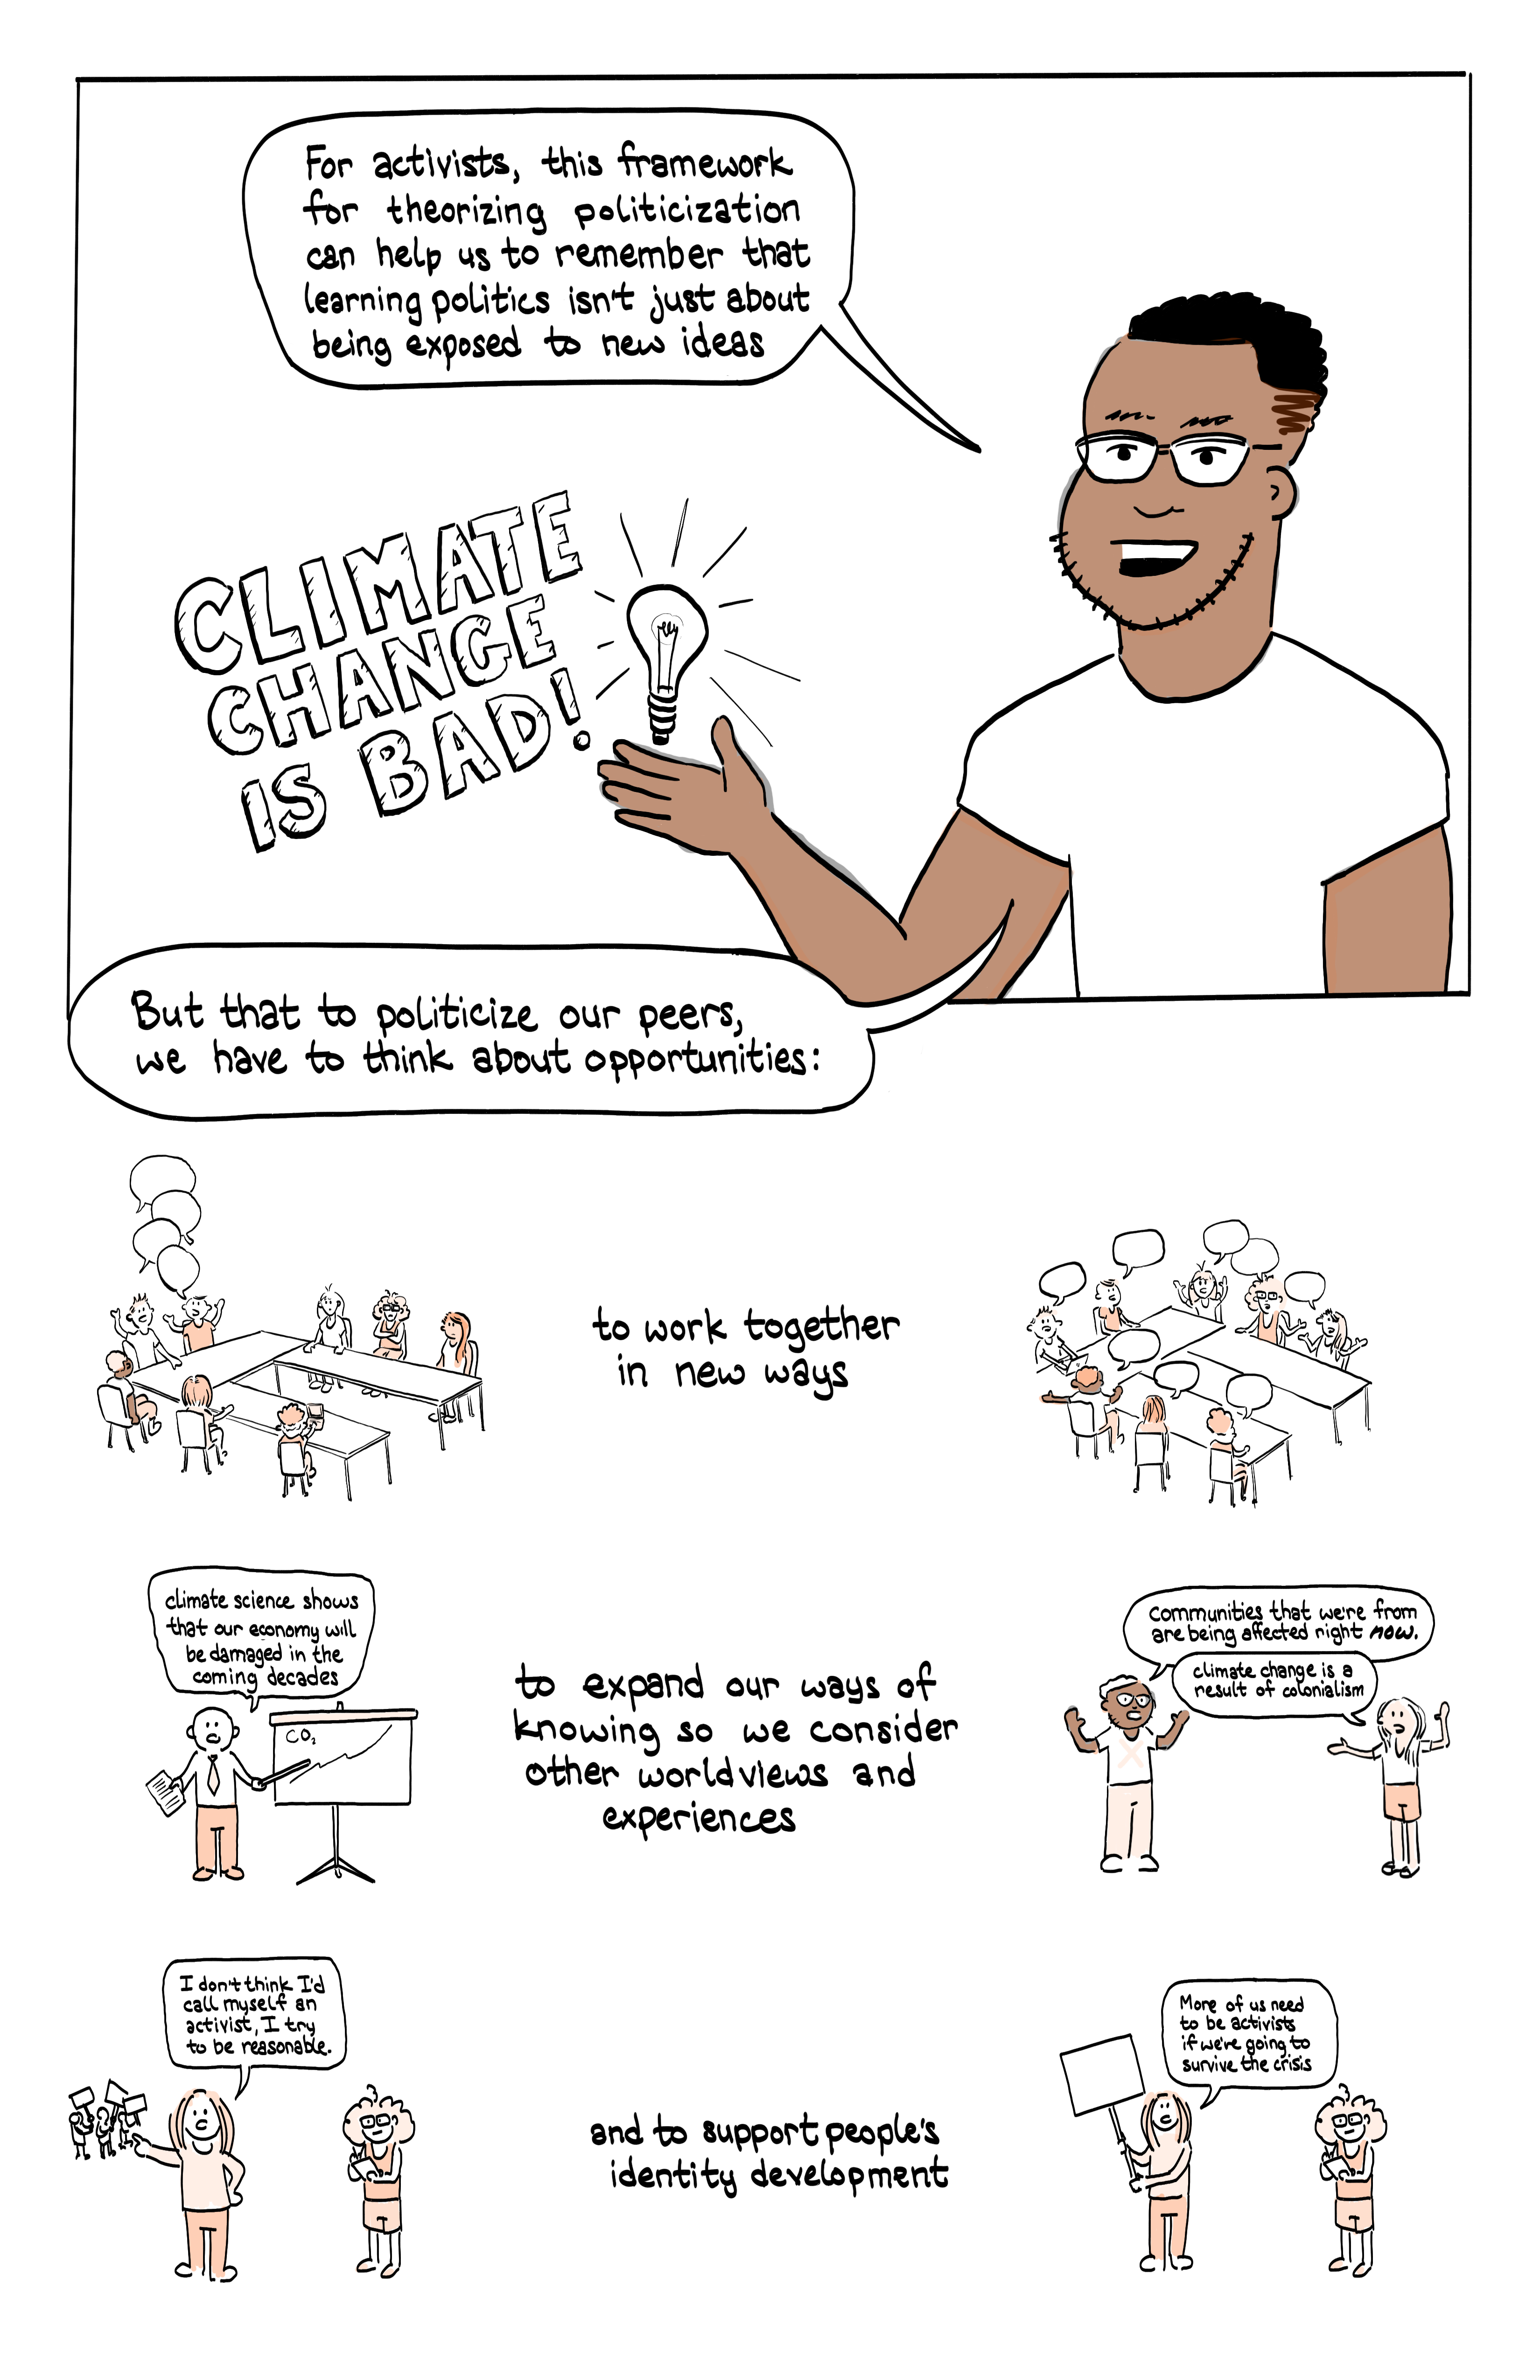 For activists, this framework
for theorizing politicization
can help us to remember that
learning politics isn't just about
being exposed to new ideas
CLIMATE
CHANGE
IS BAD!
But that to politicize our peers,
we have to think about opportunities:
to work together
in new ways
climate science shows
that our economy will
be damaged in the
coming decades
CO₂
to expand our ways of
knowing so we consider
other worldviews and
experiences
communities that we're from
are being affected right now.
climate change is a
result of colonialism
I don't think I'd
call myself an
activist, I try
to be reasonable.
and to support people's
identity development
More of us need
to be activists
if we're going to
survive the crisis